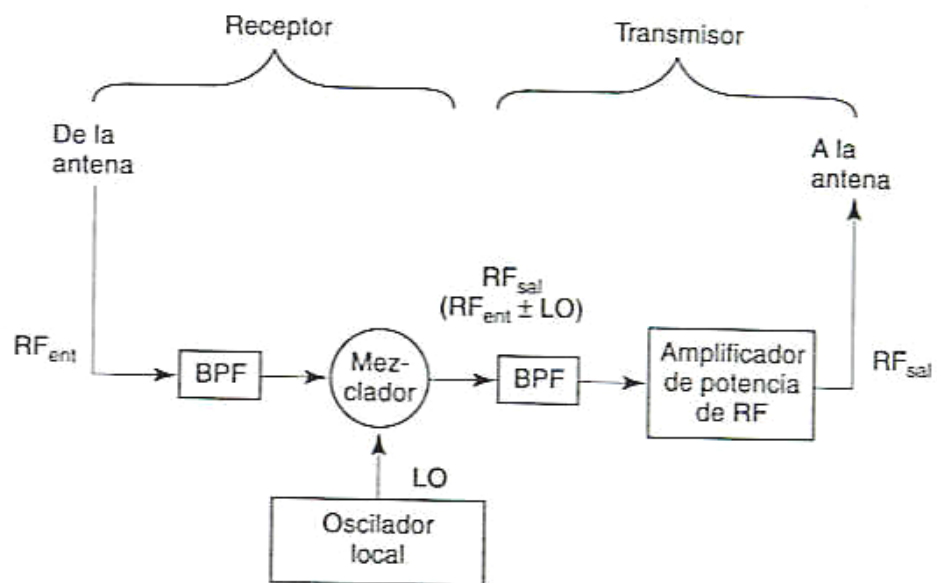 Receptor
Transmisor
De la
antena
A la
antena
RF_sal
(RF_ent ± LO)
RF_ent
BPF
Mez-
clador
BPF
Amplificador
de potencia
de RF
RF_sal
LO
Oscilador
local